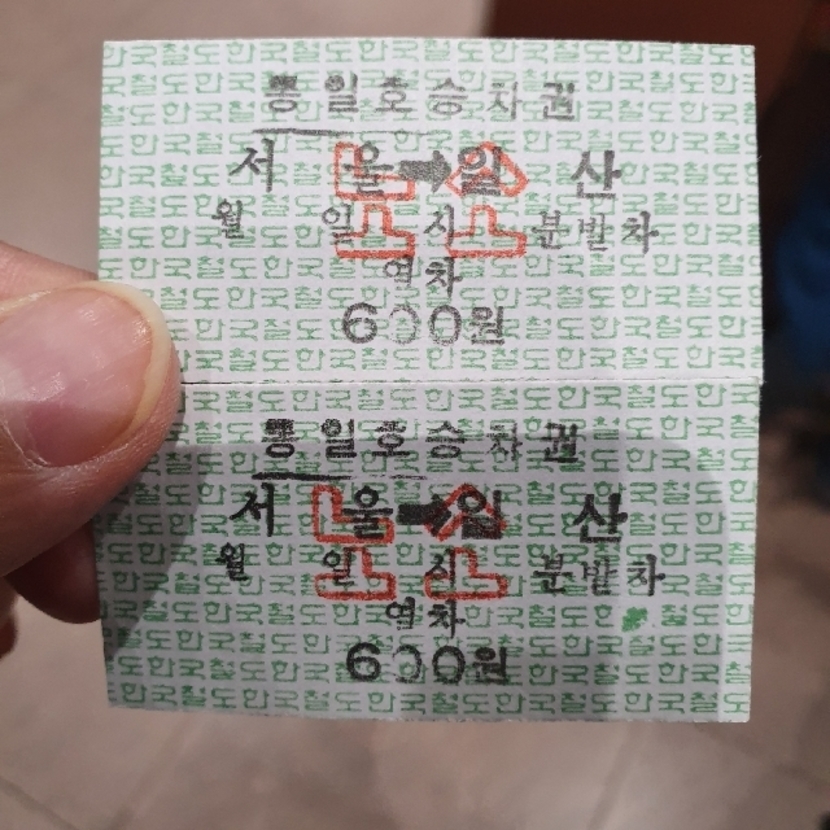 통일호승차권
서 울➡일 산
월 일 시 분발차
열차
600원
통일호승차권
서 울➡일 산
월 일 시 분발차
열차
600원